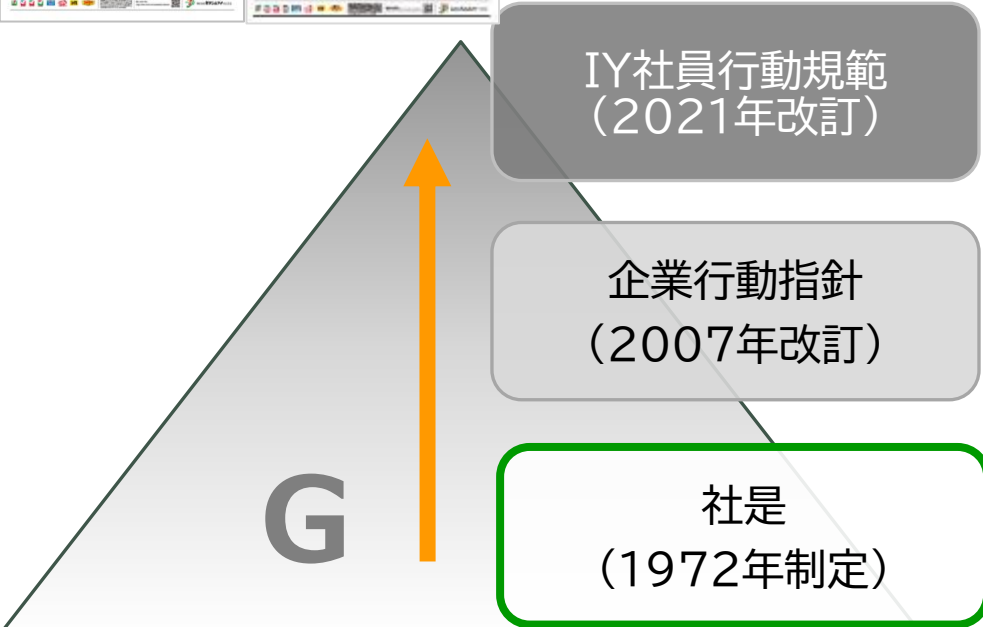 IY社員行動規範
（2021年改訂）
企業行動指針
（2007年改訂）
社是
（1972年制定）
G